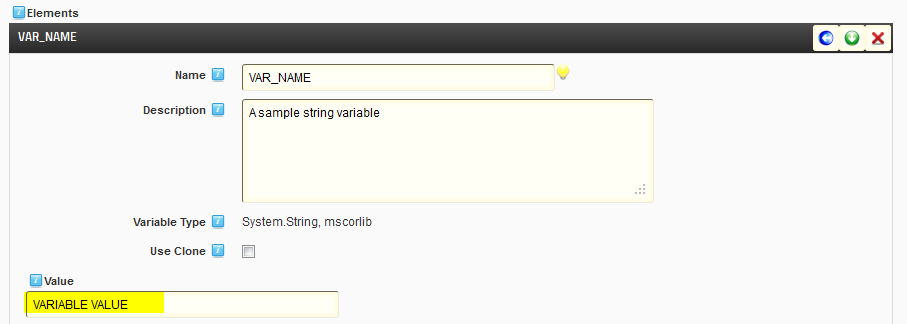 Elements
VAR_NAME
Name
VAR_NAME
Description
A sample string variable
Variable Type
System.String, mscorlib
Use Clone
Value
VARIABLE VALUE